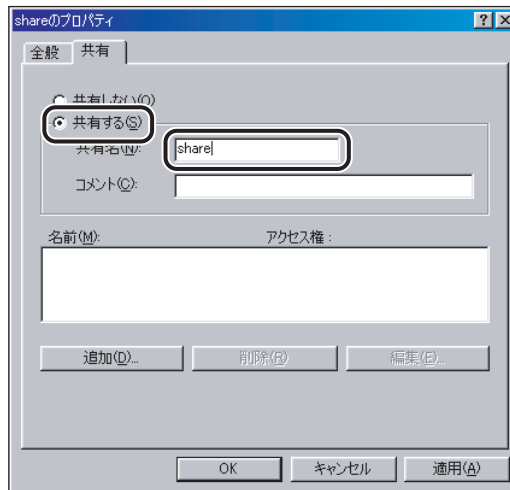 shareのプロパティ
全般 共有
共有しない(O)
共有する(S)
共有名(N): share
コメント(C):
名前(M): アクセス権:
追加(D)... 削除(R) 編集(E)...
OK キャンセル 適用(A)